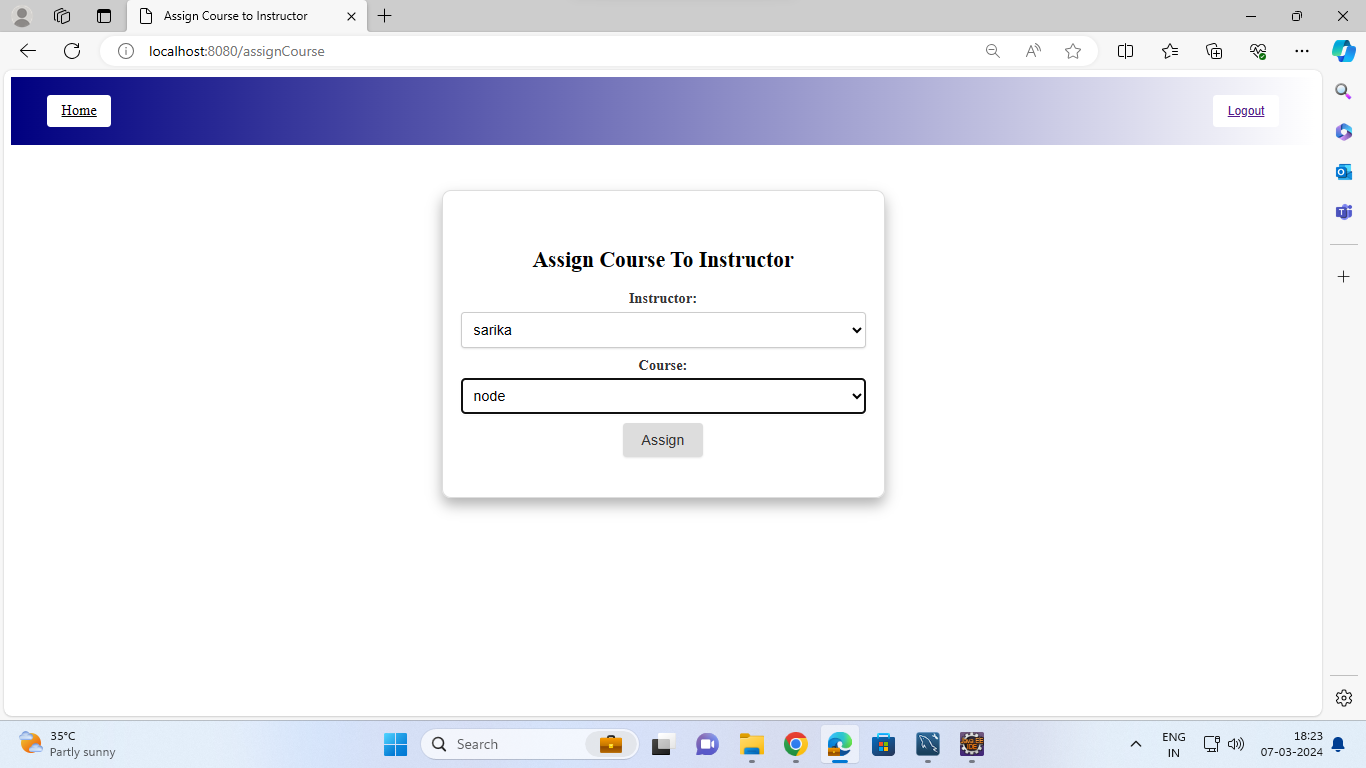 Assign Course to Instructor
localhost:8080/assignCourse
Home
Logout
Assign Course To Instructor
Instructor:
sarika
Course:
node
Assign
35°C
Partly sunny
Search
ENG
IN
18:23
07-03-2024